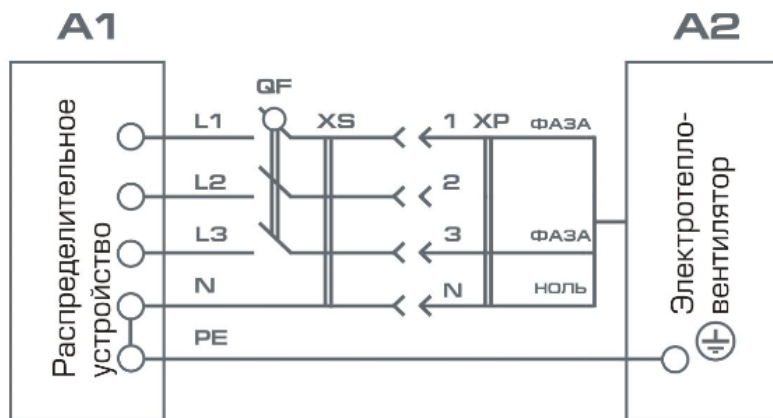 A1
A2
QF
L1
XS
1
XP
ФАЗА
L2
2
L3
3
ФАЗА
N
N
НОЛЬ
PE
Распределительное
устройство
Электротепло-
вентилятор